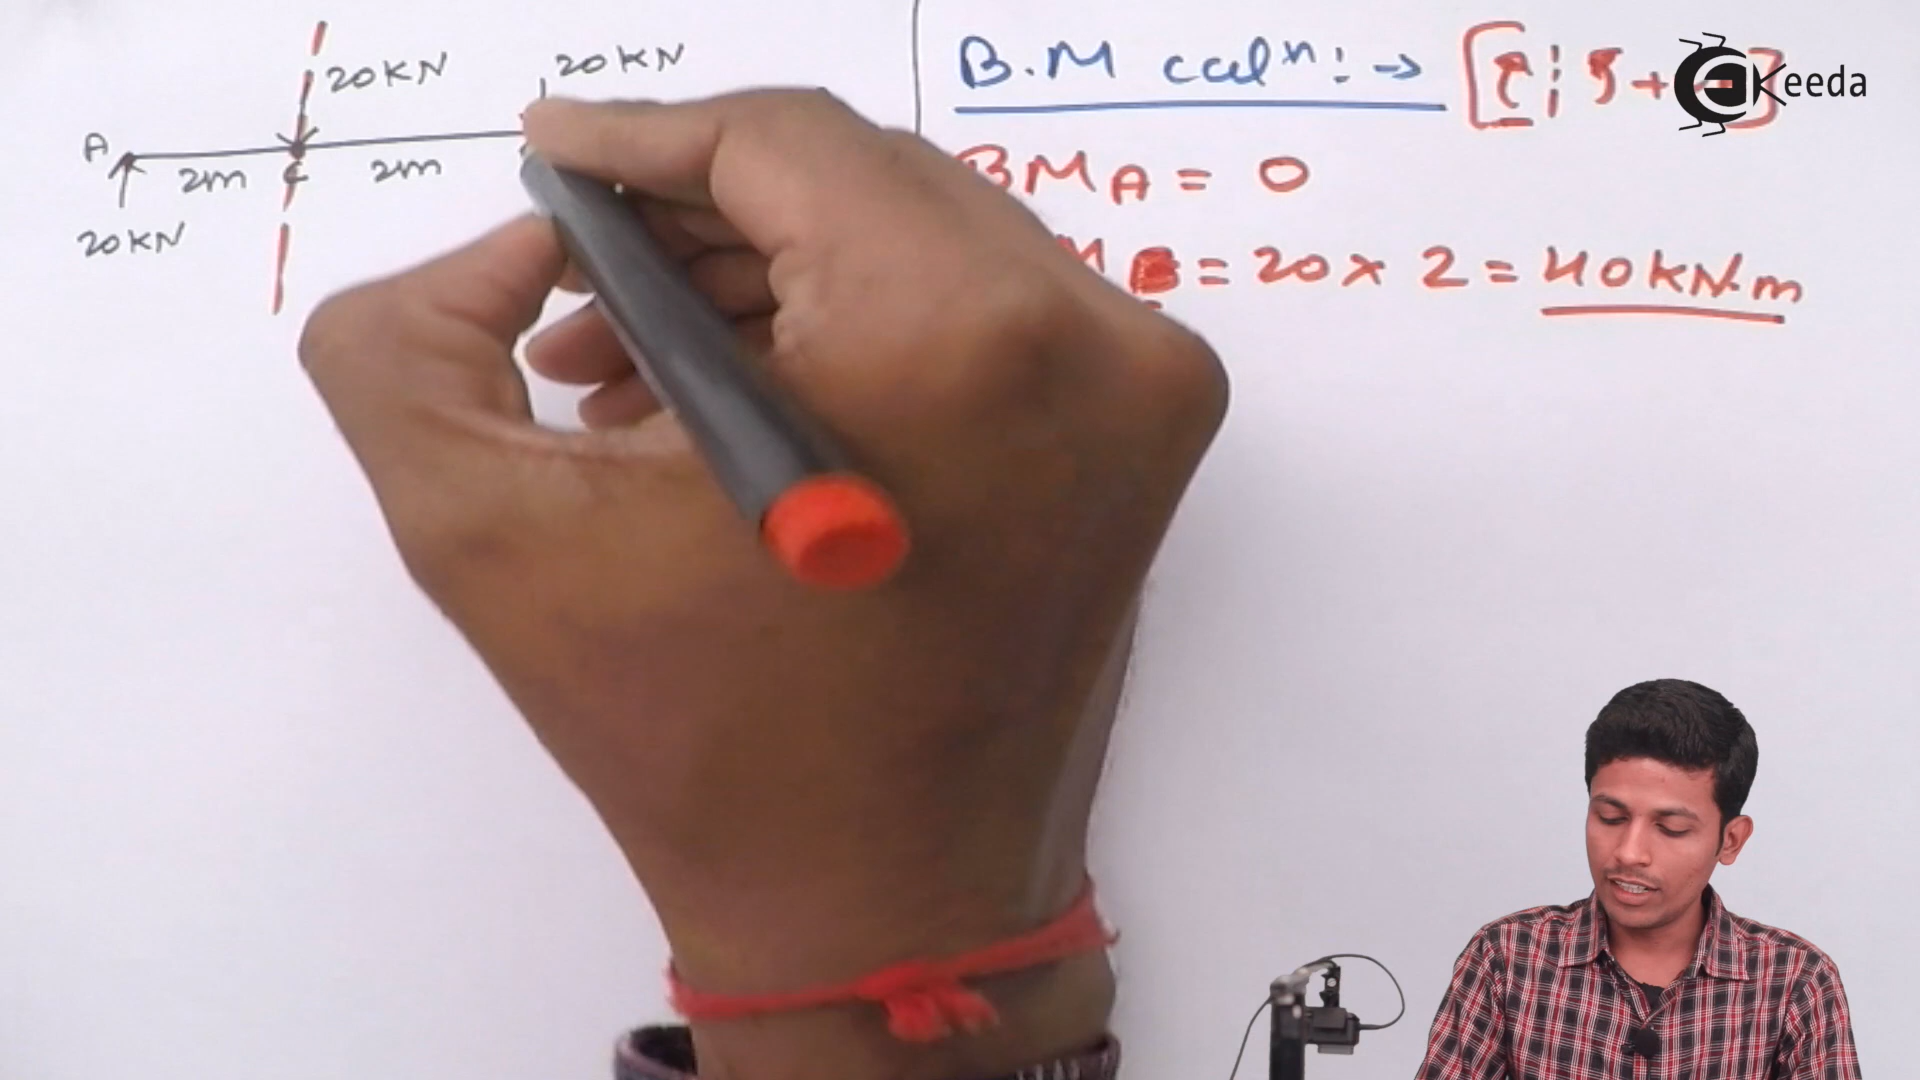 20KN
20KN
A
2m
C
2m
20KN
B.M calⁿ: →
BMA = 0
= 20 x 2 = 40KN.m
Keeda